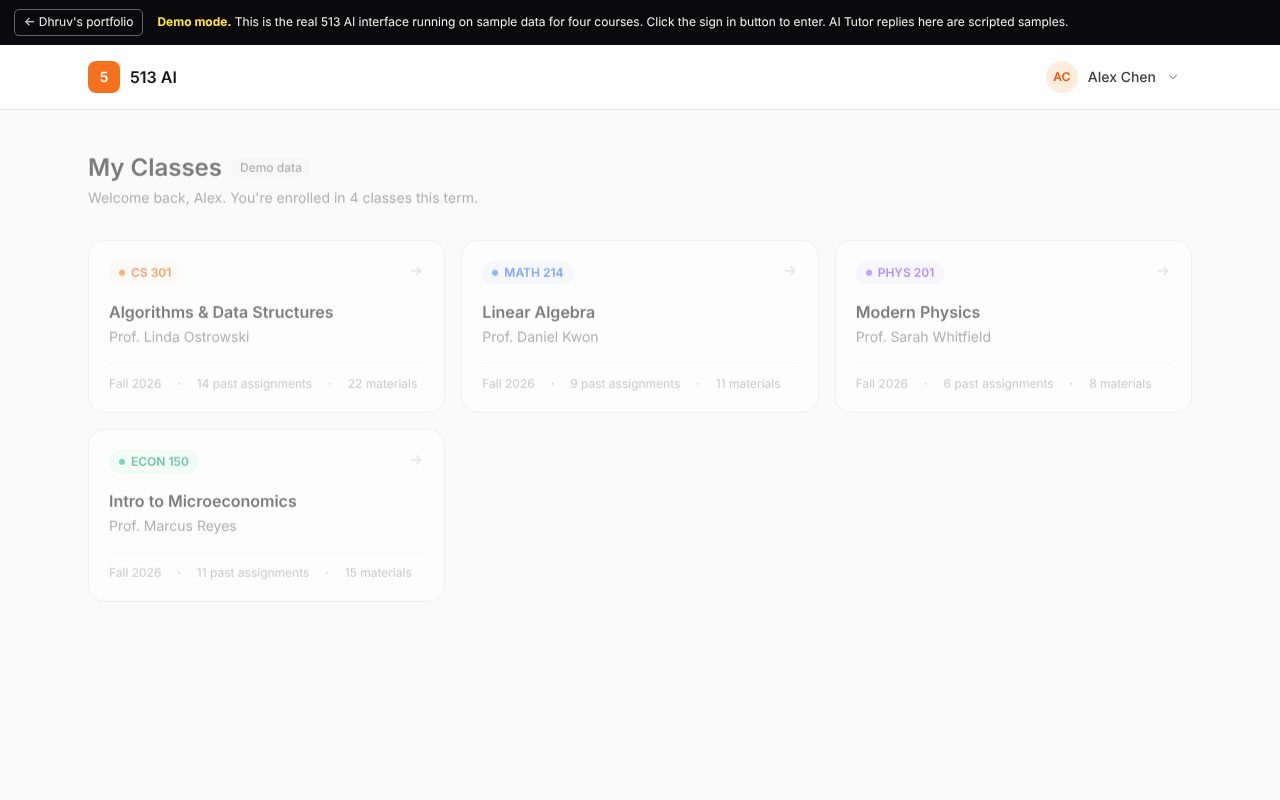 ← Dhruv's portfolio Demo mode. This is the real 513 AI interface running on sample data for four courses. Click the sign in button to enter. AI Tutor replies here are scripted samples.
5 513 AI AC Alex Chen
My Classes Demo data
Welcome back, Alex. You're enrolled in 4 classes this term.
CS 301 →
Algorithms & Data Structures
Prof. Linda Ostrowski
Fall 2026 · 14 past assignments · 22 materials
MATH 214 →
Linear Algebra
Prof. Daniel Kwon
Fall 2026 · 9 past assignments · 11 materials
PHYS 201 →
Modern Physics
Prof. Sarah Whitfield
Fall 2026 · 6 past assignments · 8 materials
ECON 150 →
Intro to Microeconomics
Prof. Marcus Reyes
Fall 2026 · 11 past assignments · 15 materials